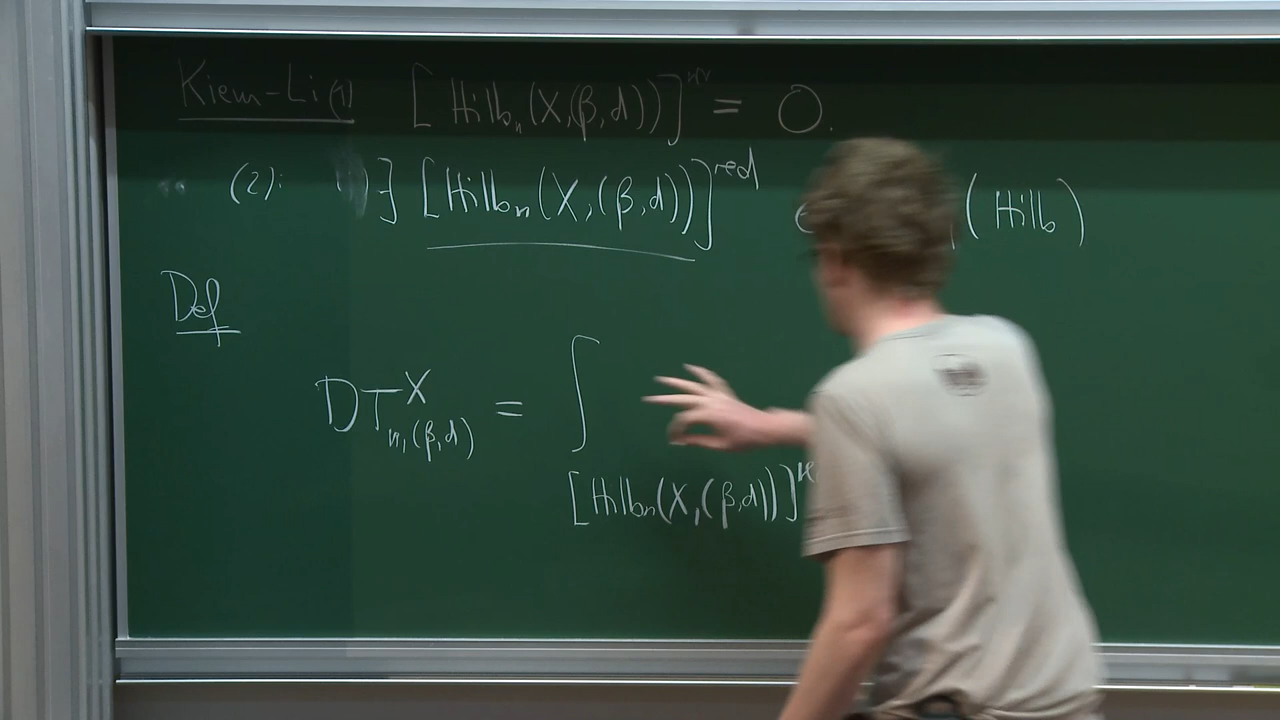 Kiem-Li (1) [Hilb_n(X,(β,d))]^vir = 0.
(2): ∃ [Hilb_n(X,(β,d))]^red (Hilb)
Def
DT^X_{n,(β,d)} = ∫
[Hilb_n(X,(β,d))]